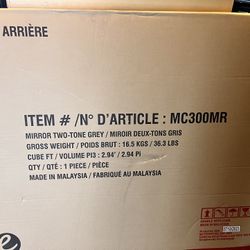 ARRIÈRE
ITEM # /N° D'ARTICLE : MC300MR
MIRROR TWO-TONE GREY / MIROIR DEUX-TONS GRIS
GROSS WEIGHT / POIDS BRUT : 16.5 KGS / 36.3 LBS
CUBE FT / VOLUME PI3 : 2.94' / 2.94 Pi
QTY / QTÉ : 1 PIECE / PIÈCE
MADE IN MALAYSIA / FABRIQUÉ AU MALAYSIA